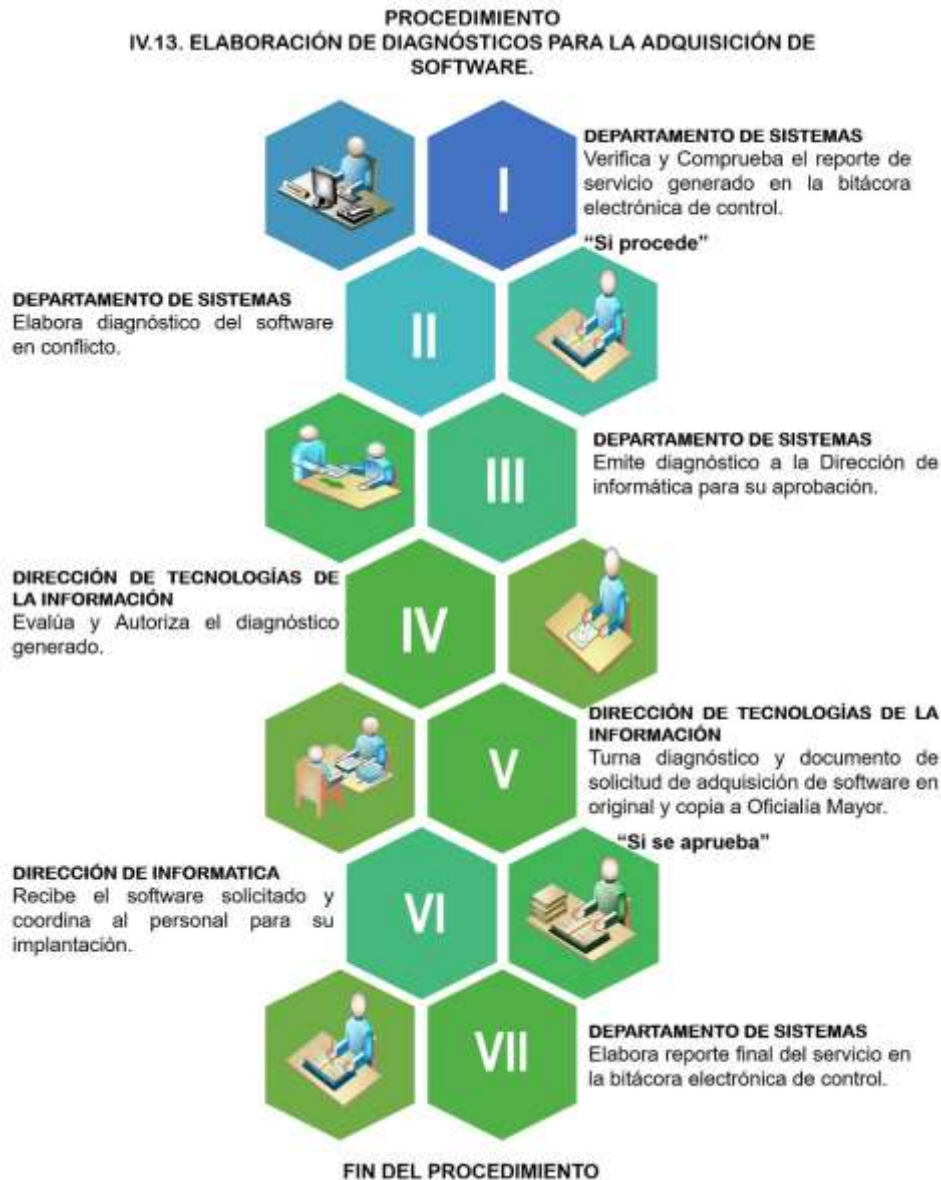 PROCEDIMIENTO
IV.13. ELABORACIÓN DE DIAGNÓSTICOS PARA LA ADQUISICIÓN DE
SOFTWARE.
I
DEPARTAMENTO DE SISTEMAS
Verifica y Comprueba el reporte de
servicio generado en la bitácora
electrónica de control.
“Si procede”
DEPARTAMENTO DE SISTEMAS
Elabora diagnóstico del software
en conflicto.
II
III
DEPARTAMENTO DE SISTEMAS
Emite diagnóstico a la Dirección de
informática para su aprobación.
DIRECCIÓN DE TECNOLOGÍAS DE
LA INFORMACIÓN
Evalúa y Autoriza el diagnóstico
generado.
IV
V
DIRECCIÓN DE TECNOLOGÍAS DE LA
INFORMACIÓN
Turna diagnóstico y documento de
solicitud de adquisición de software en
original y copia a Oficialía Mayor.
“Si se aprueba”
DIRECCIÓN DE INFORMATICA
Recibe el software solicitado y
coordina al personal para su
implantación.
VI
VII
DEPARTAMENTO DE SISTEMAS
Elabora reporte final del servicio en
la bitácora electrónica de control.
FIN DEL PROCEDIMIENTO